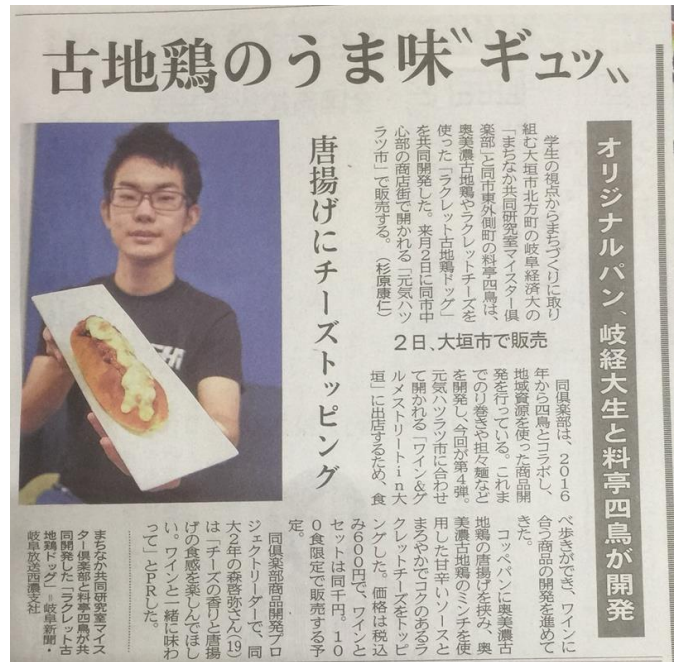 古地鶏のうま味〝ギュッ〟
オリジナルパン、岐経大生と料亭四鳥が開発
唐揚げにチーズトッピング
2日、大垣市で販売
学生の視点からまちづくりに取り
組む大垣市北方町の岐阜経済大の
「まちなか共同研究室マイスター倶
楽部」と同市東外側町の料亭四鳥は、
奥美濃古地鶏やラクレットチーズを
使った「ラクレット古地鶏ドッグ」
を共同開発した。来月2日に同市中
心部の商店街で開かれる「元気ハツ
ラツ市」で販売する。（杉原康仁）
同倶楽部は、2016
年から四鳥とコラボし、
地域資源を使った商品開
発を行っている。これま
でのり巻きや担々麺など
を開発し、今回が第4弾。
元気ハツラツ市に合わせ
て開かれる「ワイン&グ
ルメストリートin大
垣」に出店するため、食
べ歩きができ、ワインに
合う商品の開発を進めて
きた。
コッペパンに奥美濃古
地鶏の唐揚げを挟み、奥
美濃古地鶏のミンチを使
用した甘辛いソースと
まろやかでコクのあるラ
クレットチーズをトッピ
ングした。価格は税込
み600円で、ワインと
セットは同千円。10
0食限定で販売する予
定。
同倶楽部商品開発プロ
ジェクトリーダーで、同
大2年の森啓弥さん(19)
は「チーズの香りと唐揚
げの食感を楽しんでほし
い。ワインと一緒に味わ
って」とPRした。
まちなか共同研究室マイス
ター倶楽部と料亭四鳥が共
同開発した「ラクレット古
地鶏ドッグ」＝岐阜新聞・
岐阜放送西濃支社